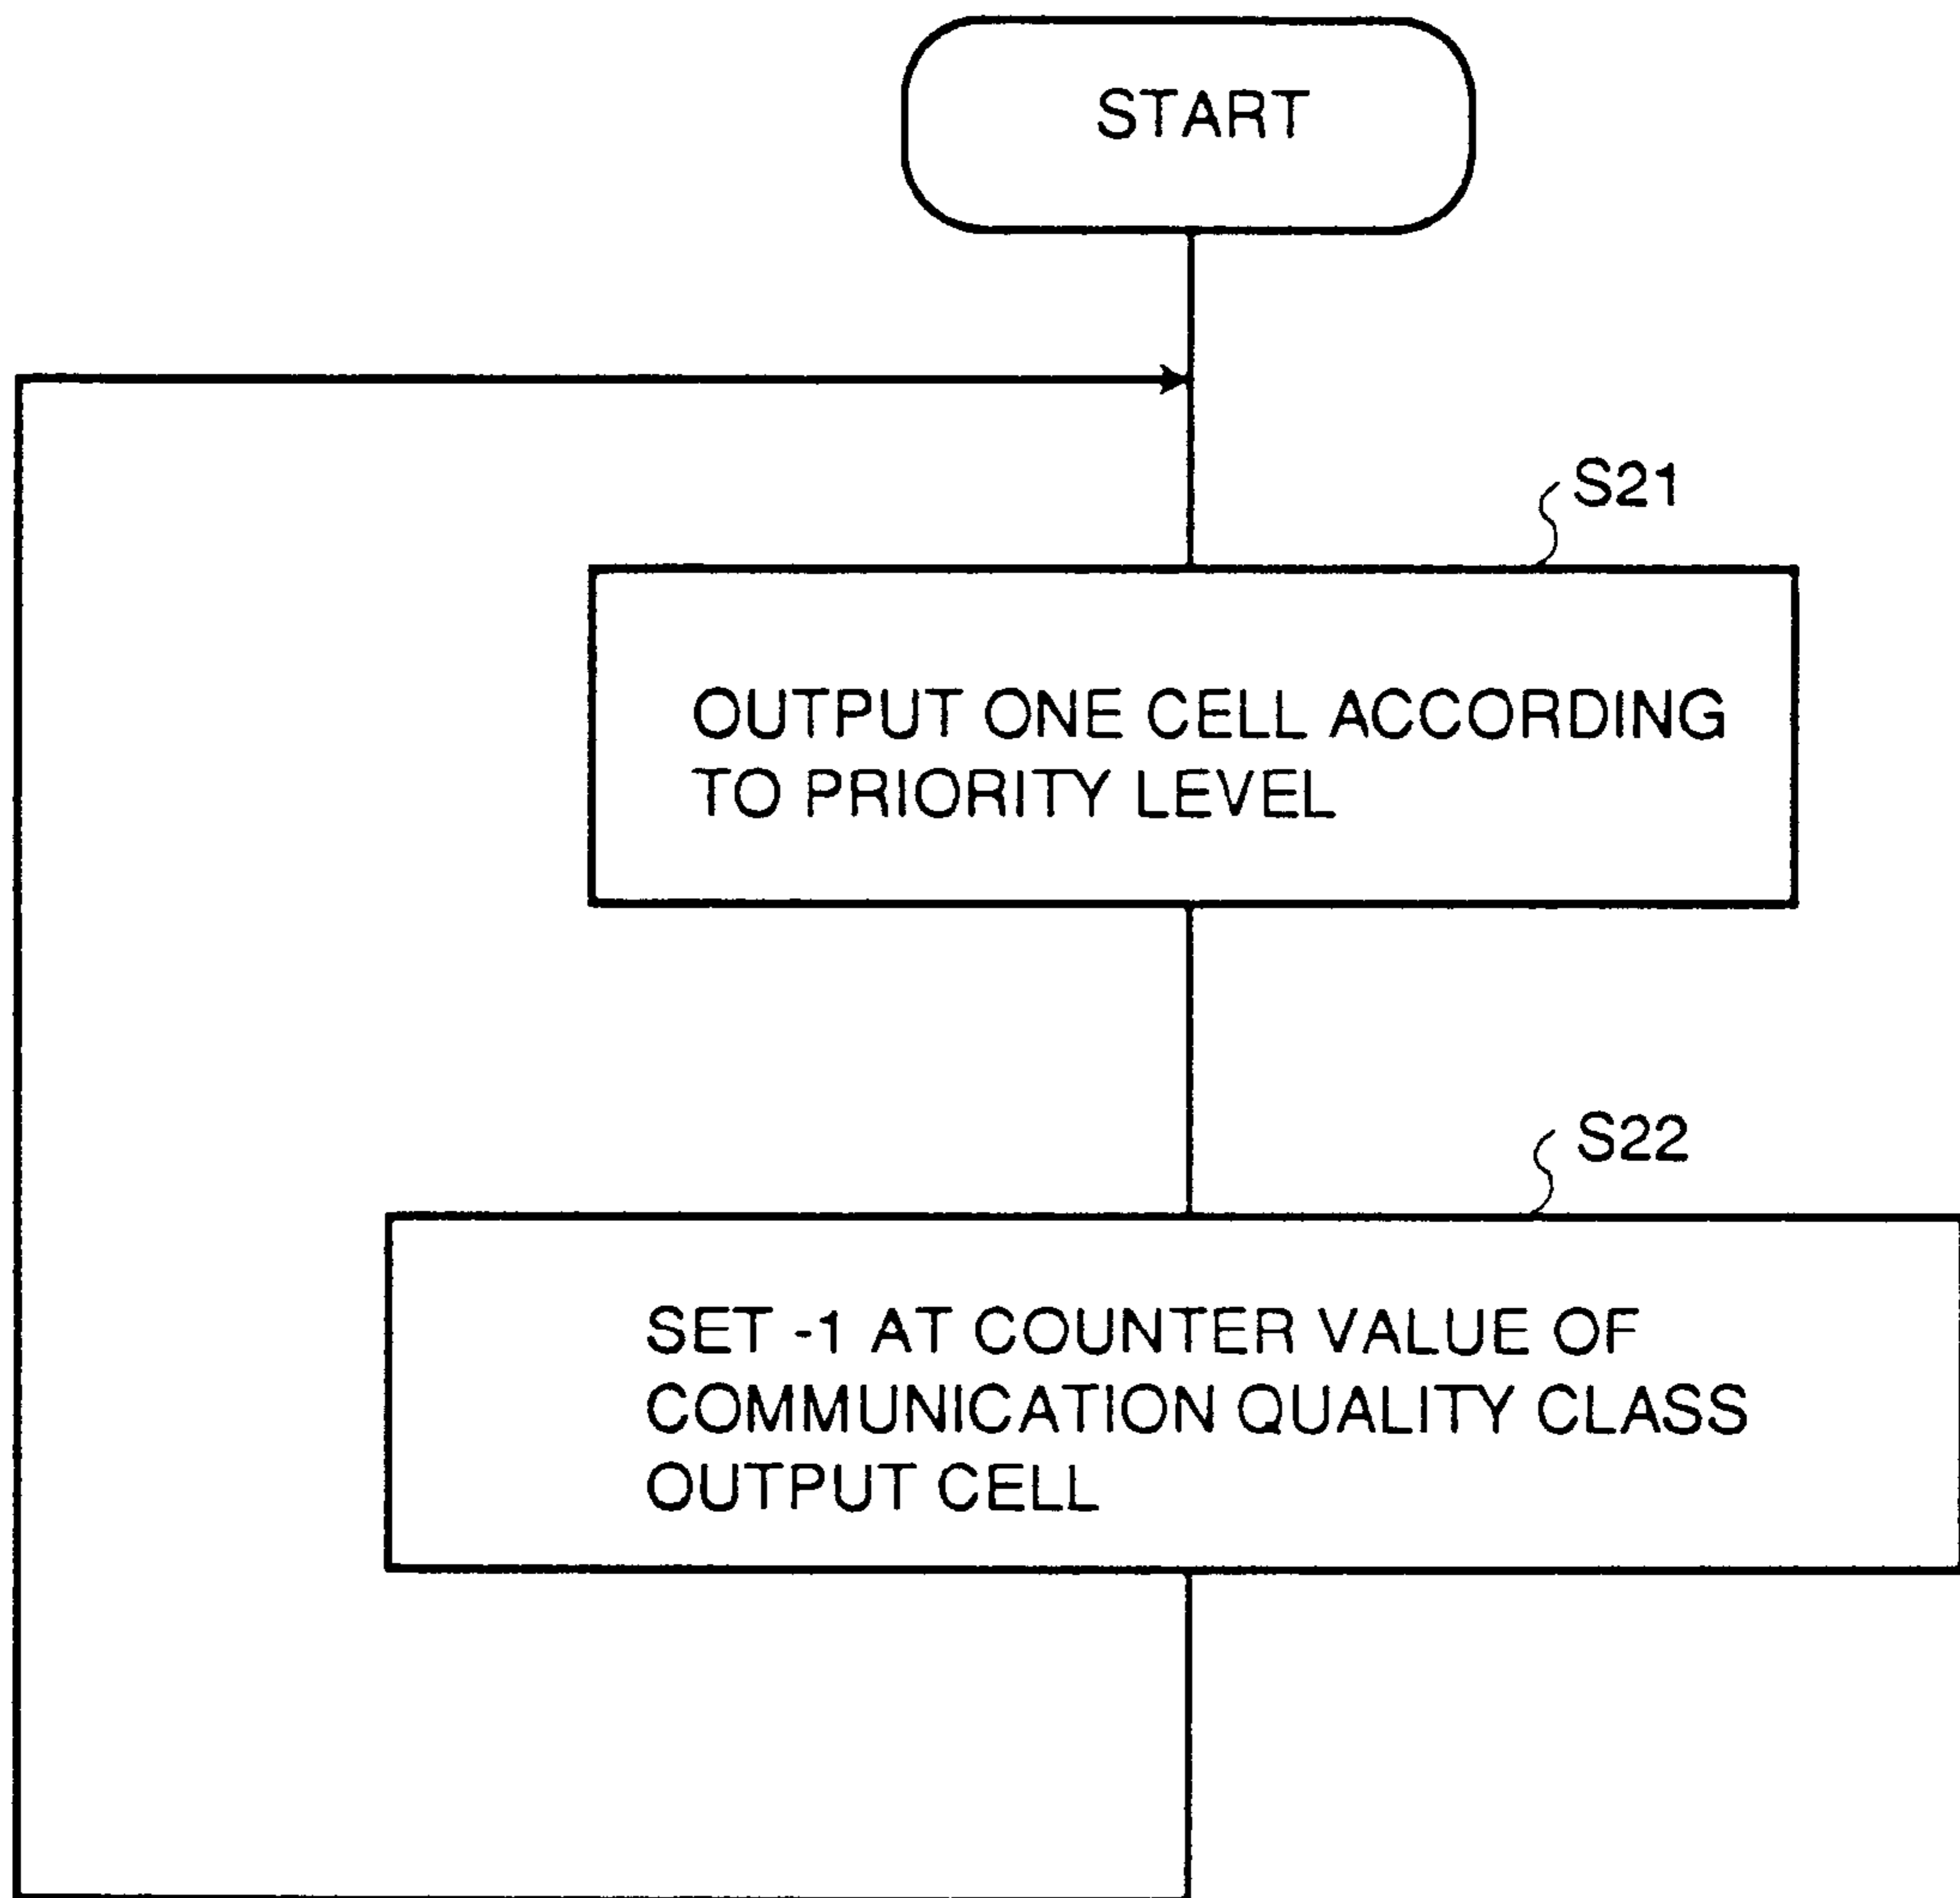 START
S21
OUTPUT ONE CELL ACCORDING
TO PRIORITY LEVEL
S22
SET -1 AT COUNTER VALUE OF
COMMUNICATION QUALITY CLASS
OUTPUT CELL